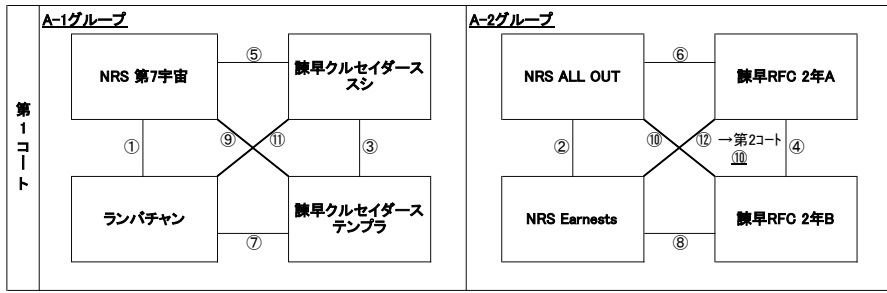 A-1グループ
A-2グループ
第1コート
NRS 第7宇宙
⑤
諫早クルセイダース
スシ
①
⑨
⑪
③
ランパチャン
⑦
諫早クルセイダース
テンプラ
NRS ALL OUT
⑥
諫早RFC 2年A
②
⑩
⑫
→第2コート
⑩
④
NRS Earnests
⑧
諫早RFC 2年B